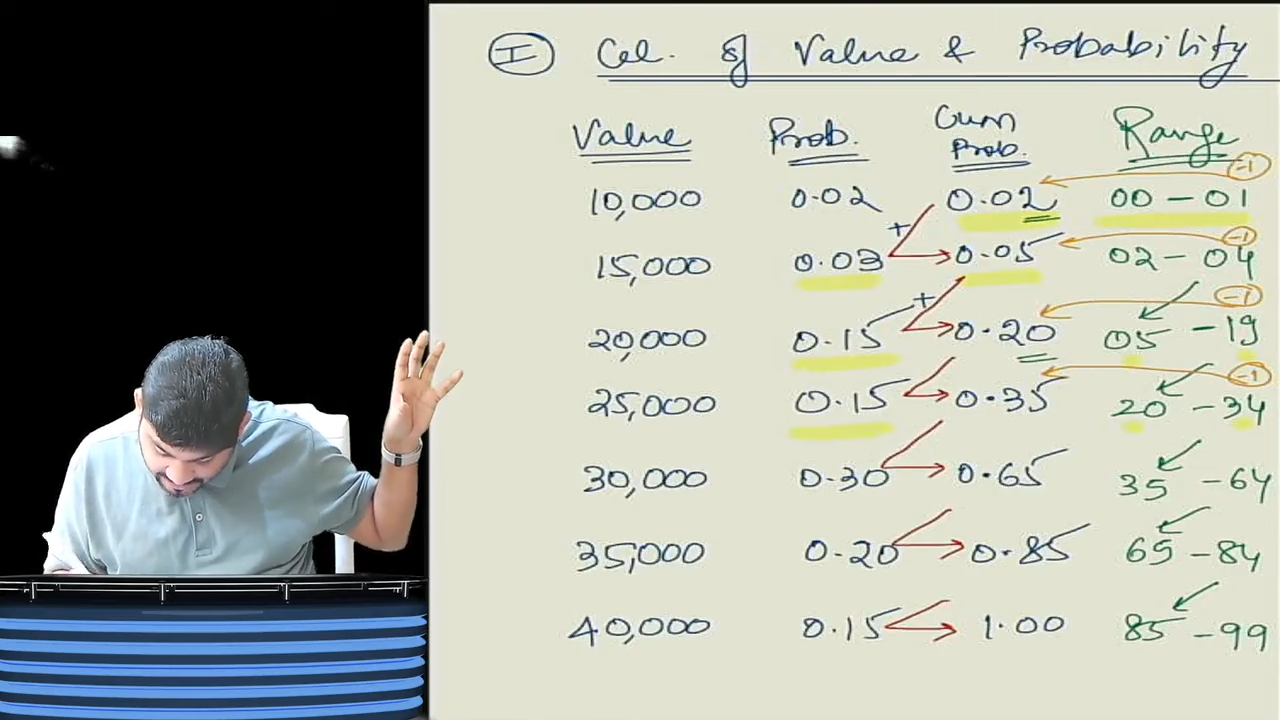 I Cal. of Value & Probability
Value Prob. Cum Prob. Range
10,000 0.02 0.02 00 - 01 -1
15,000 0.03 + 0.05 02 - 04 -1
20,000 0.15 + 0.20 05 - 19 -1
25,000 0.15 0.35 20 - 34 -1
30,000 0.30 0.65 35 - 64
35,000 0.20 0.85 65 - 84
40,000 0.15 1.00 85 - 99